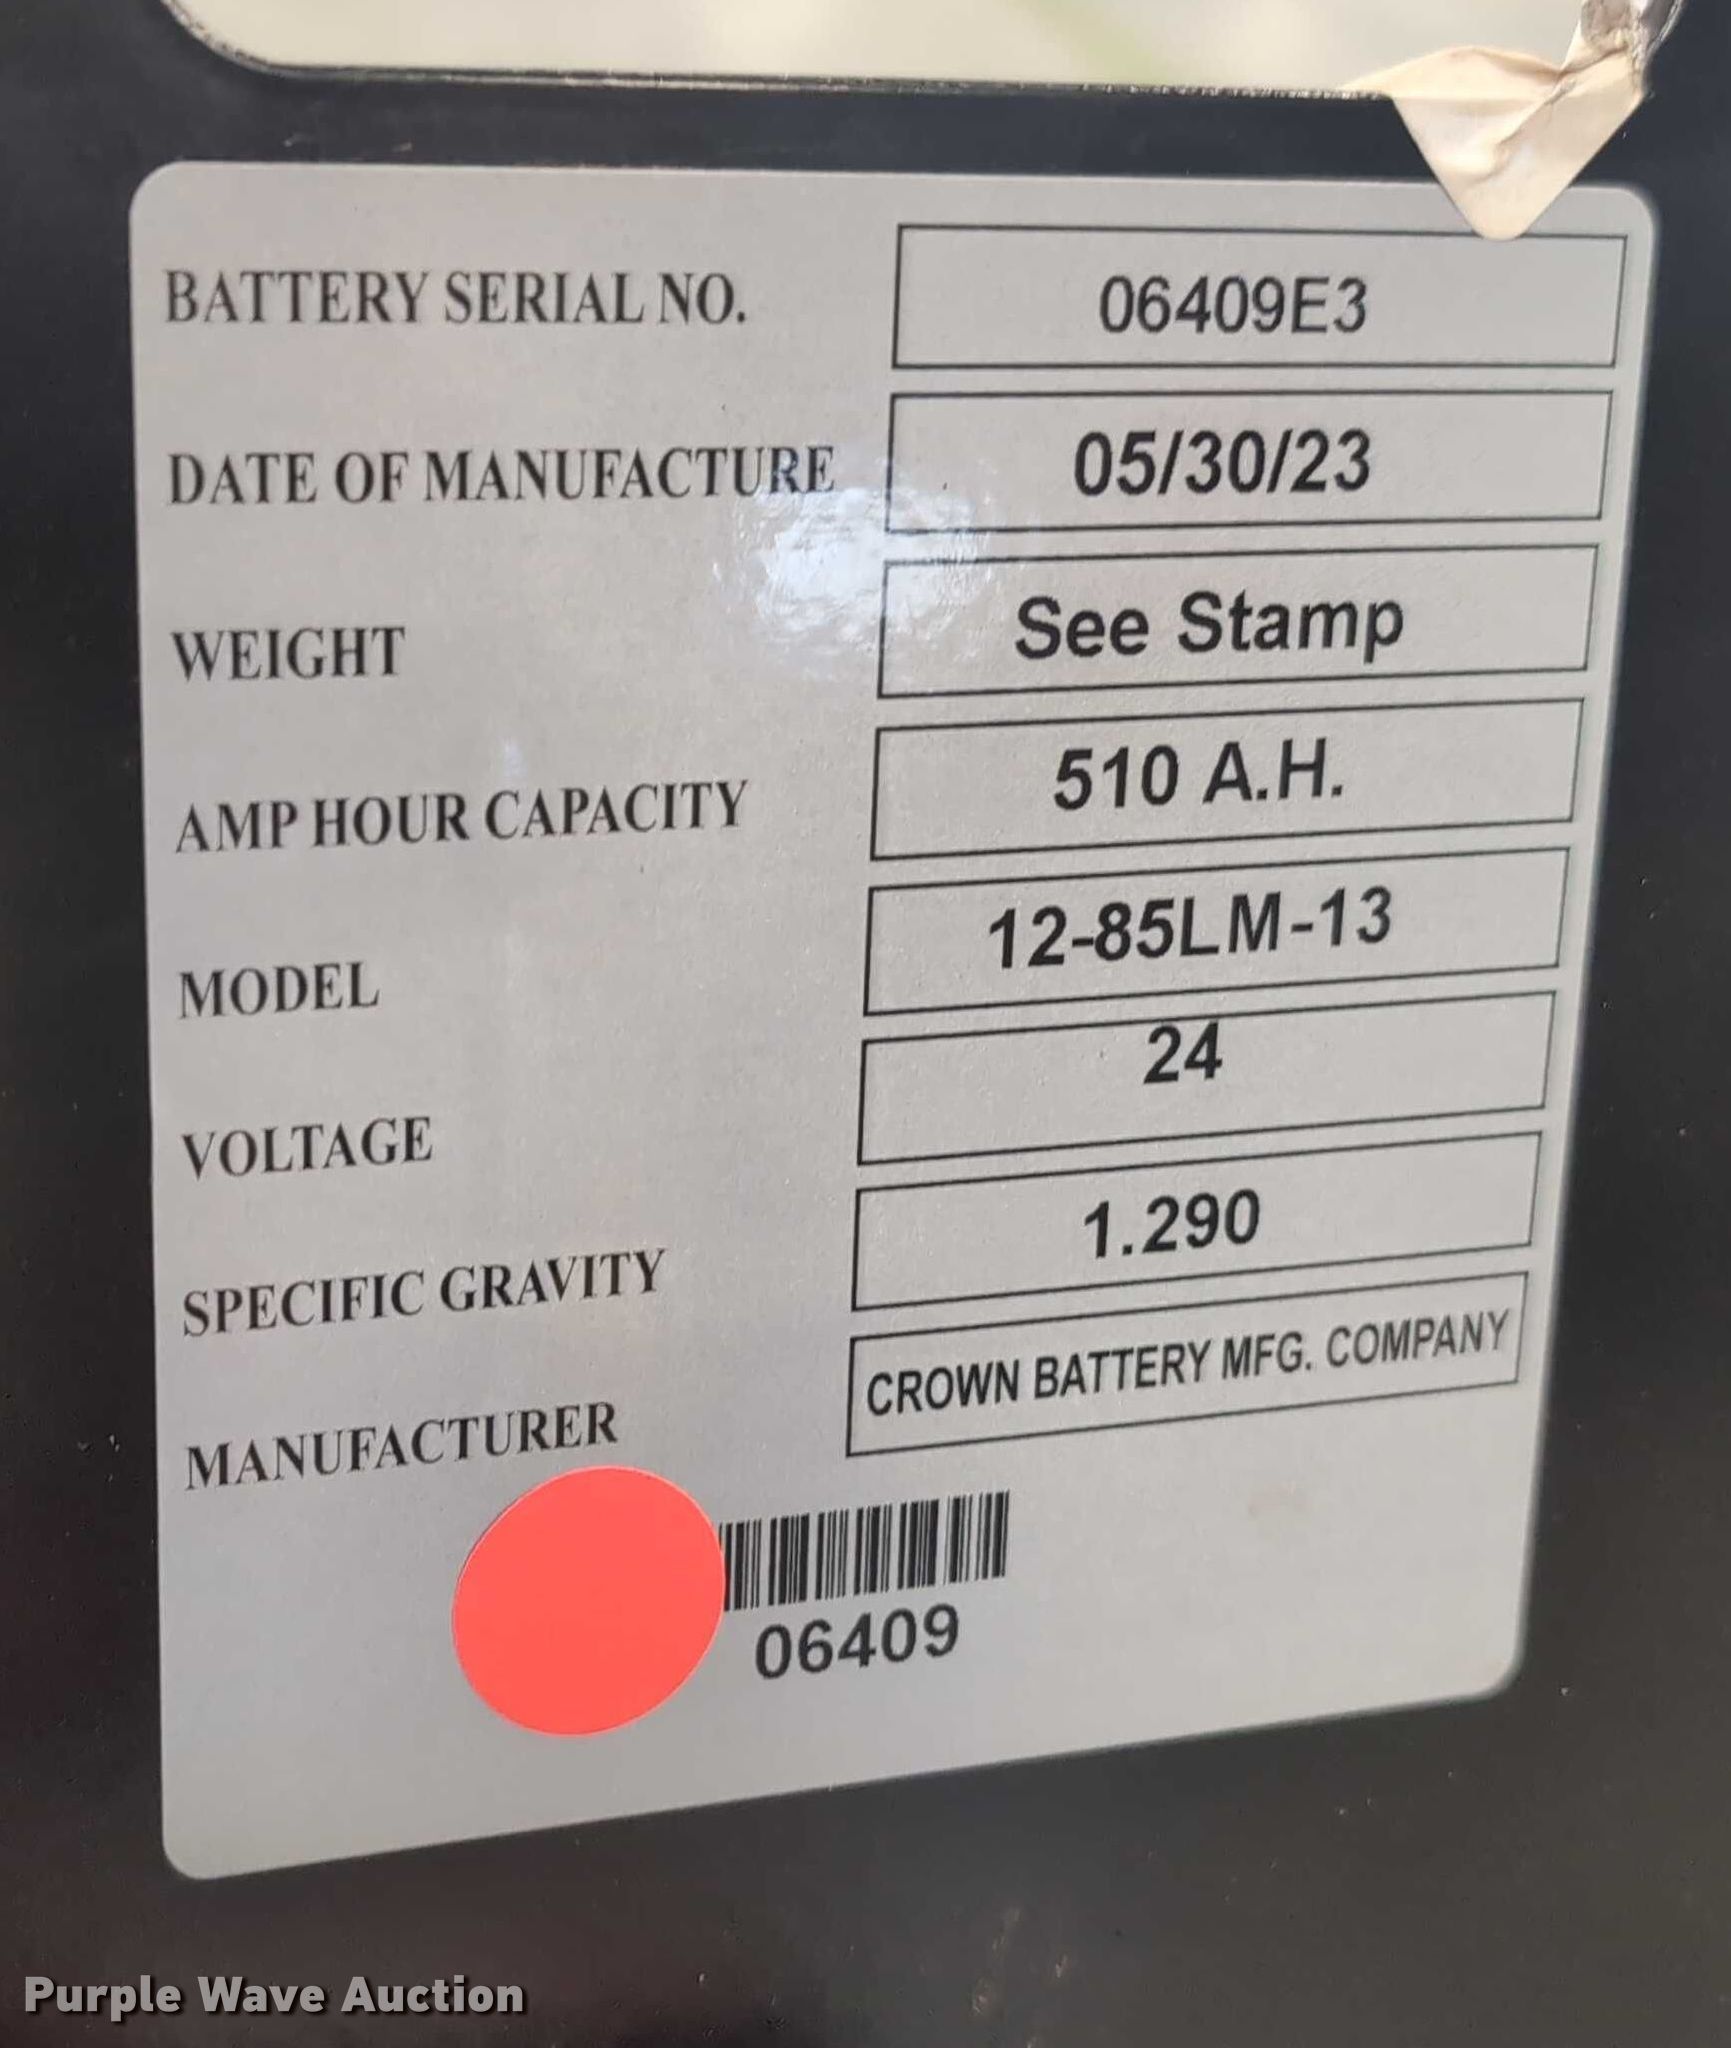 BATTERY SERIAL NO. 06409E3
DATE OF MANUFACTURE 05/30/23
WEIGHT See Stamp
AMP HOUR CAPACITY 510 A.H.
MODEL 12-85LM-13
VOLTAGE 24
SPECIFIC GRAVITY 1.290
MANUFACTURER CROWN BATTERY MFG. COMPANY
06409
Purple Wave Auction